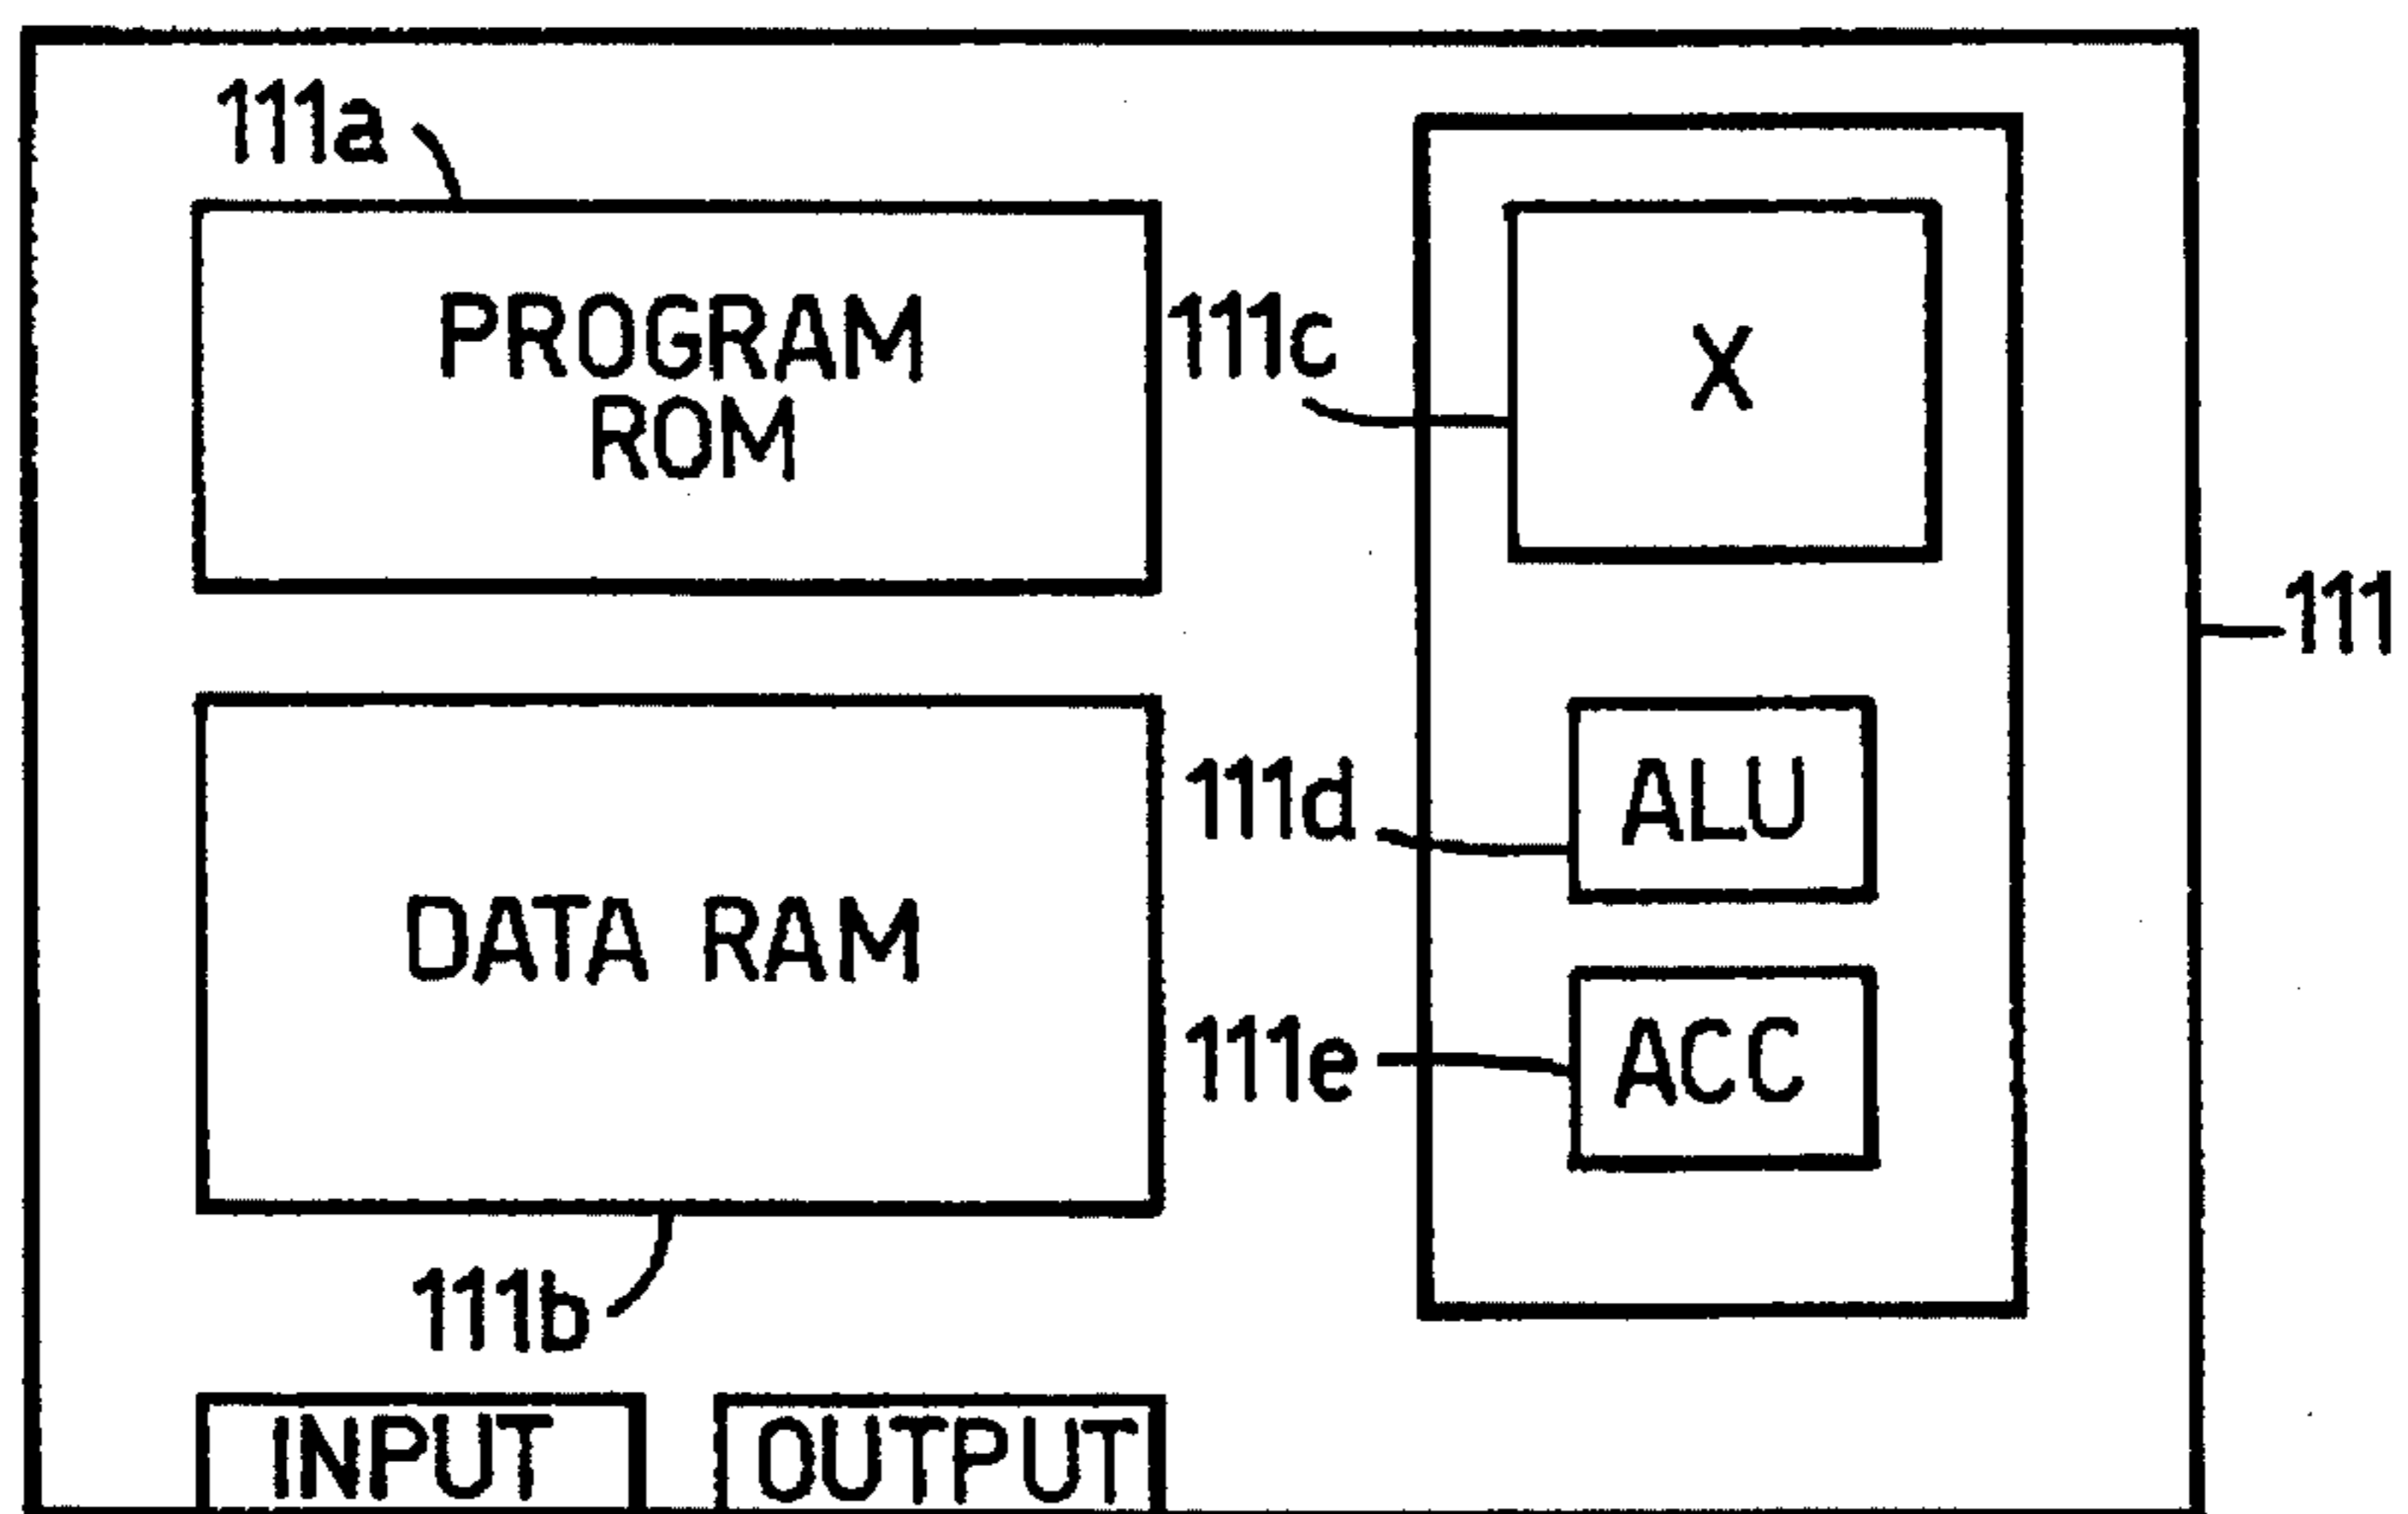 111a
PROGRAM
ROM
111c
X
111
DATA RAM
111d
ALU
111e
ACC
111b
INPUT
OUTPUT